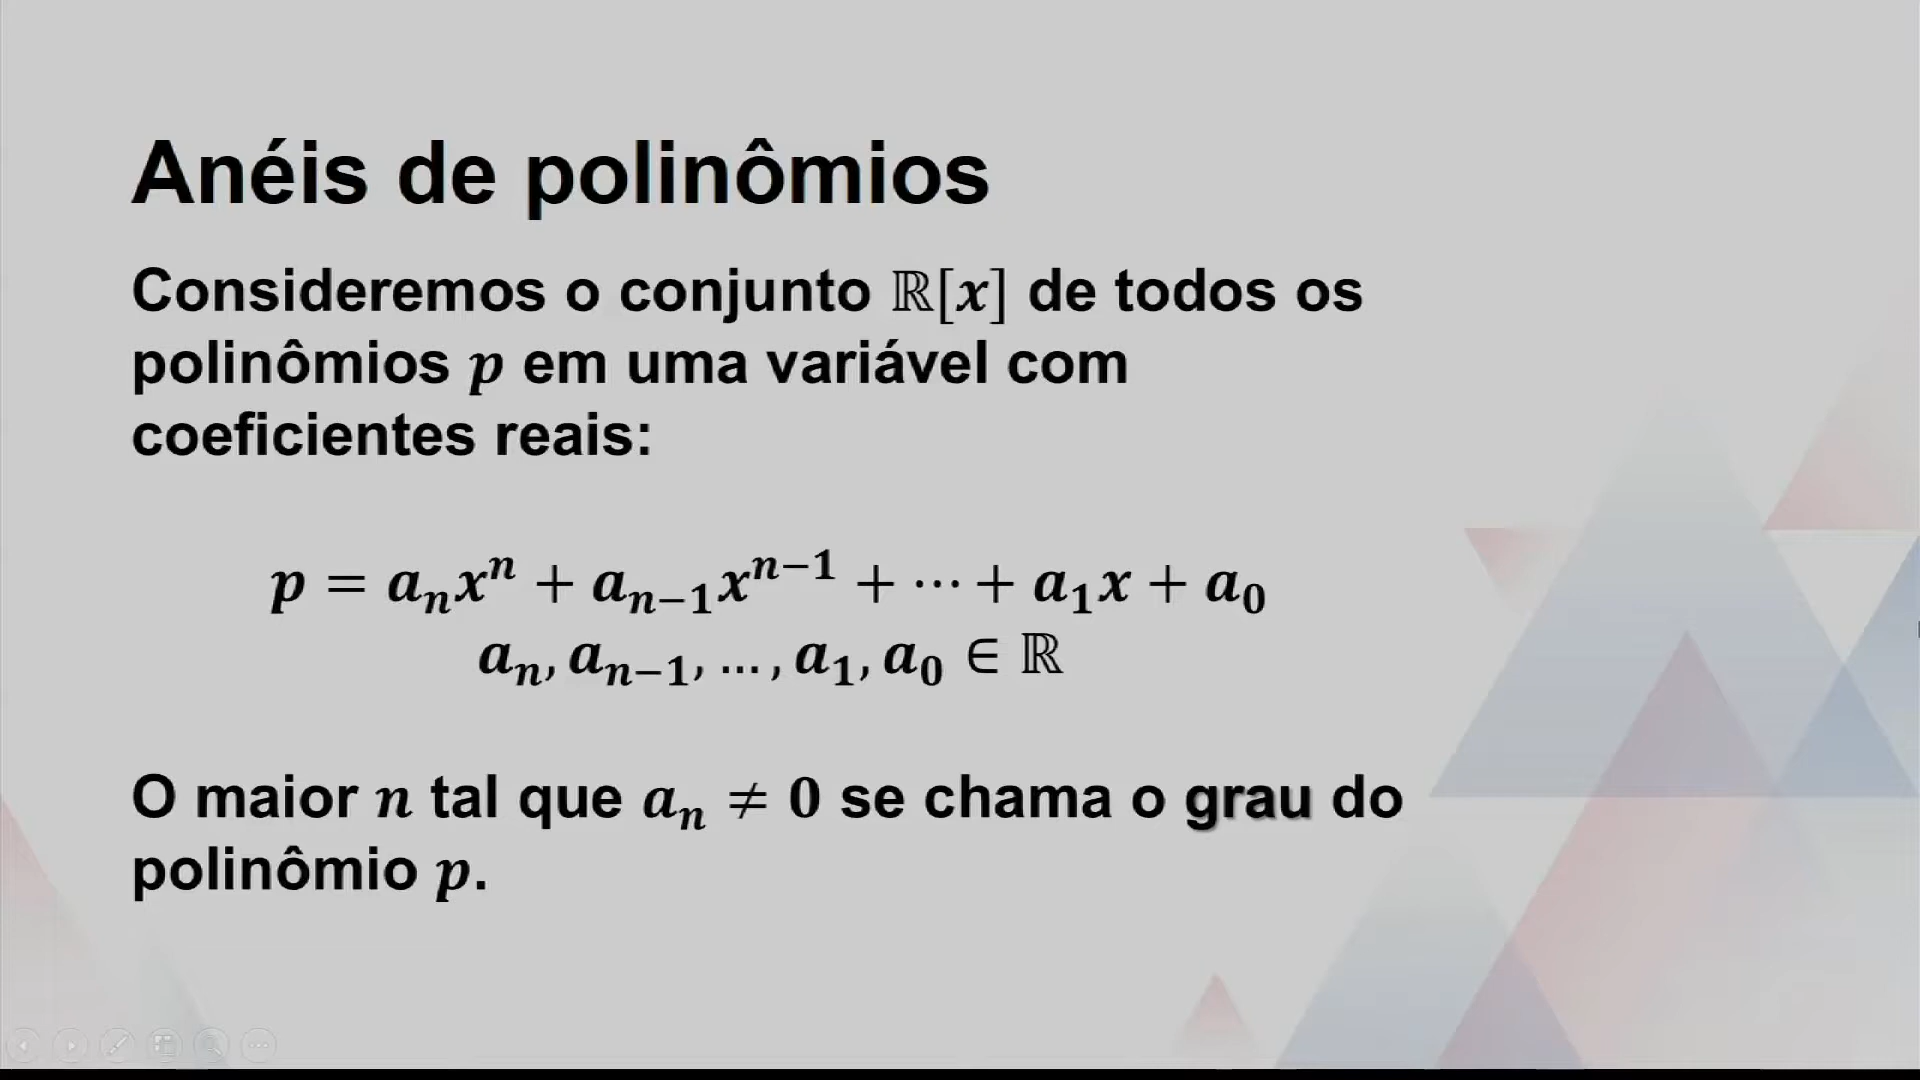 Anéis de polinômios
Consideremos o conjunto ℝ[x] de todos os
polinômios p em uma variável com
coeficientes reais:
p = aₙxⁿ + aₙ₋₁xⁿ⁻¹ + ⋯ + a₁x + a₀
aₙ, aₙ₋₁, … , a₁, a₀ ∈ ℝ
O maior n tal que aₙ ≠ 0 se chama o grau do
polinômio p.